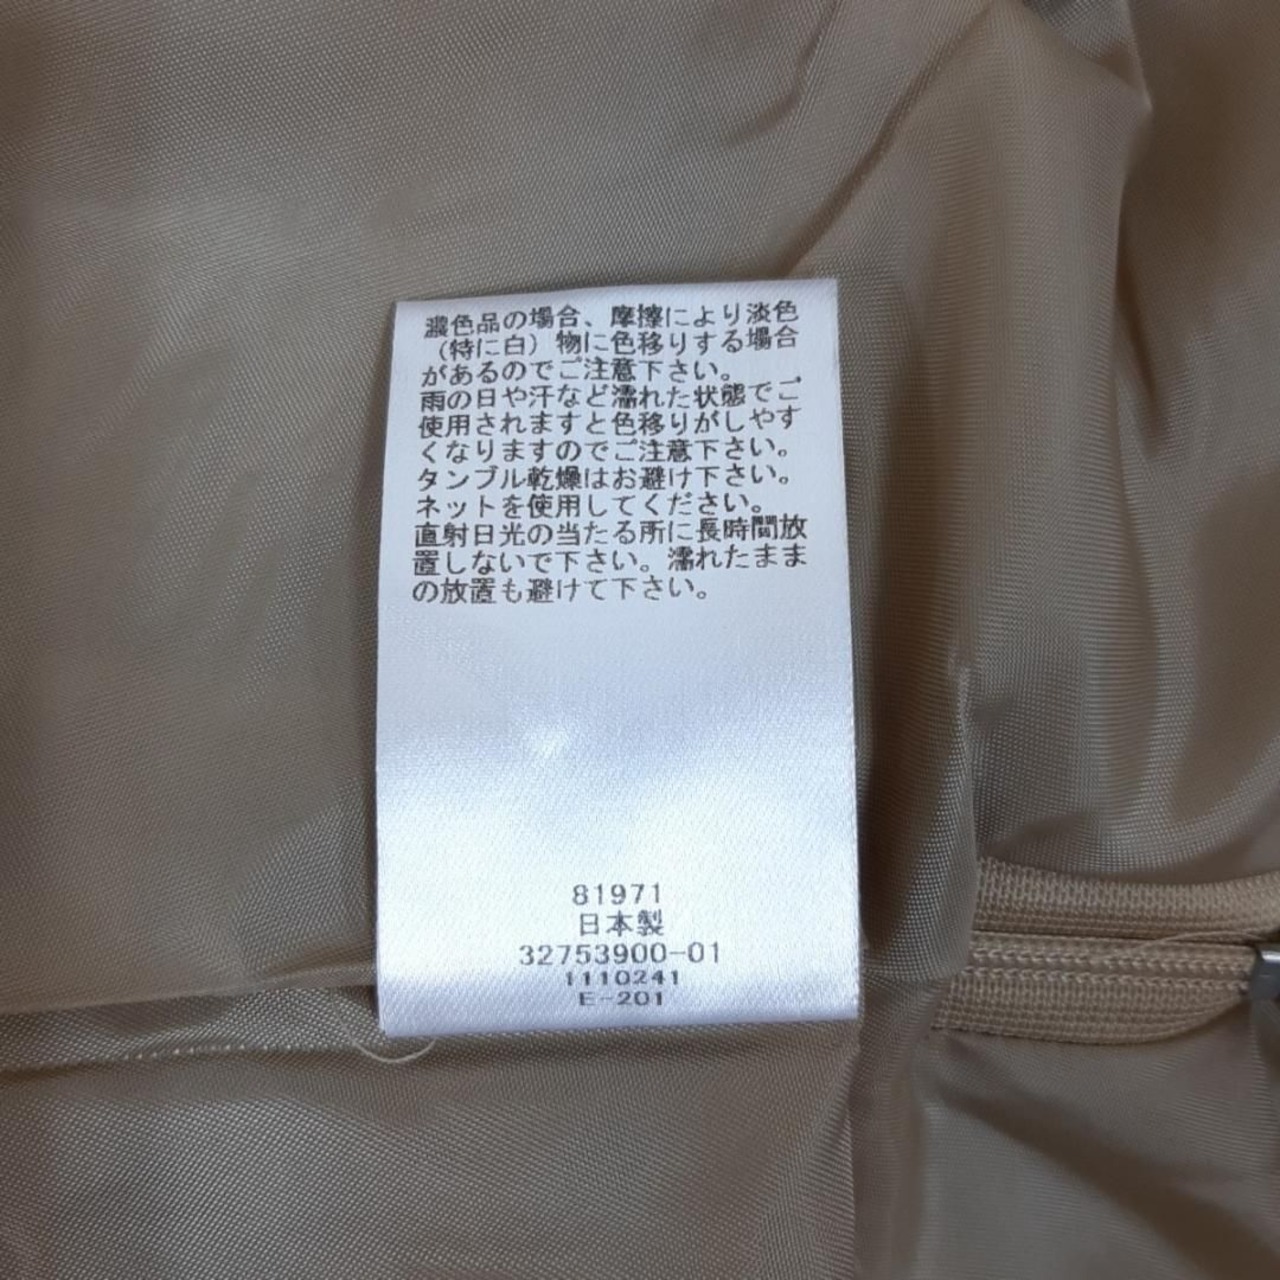 濃色品の場合、摩擦により淡色
（特に白）物に色移りする場合
があるのでご注意下さい。
雨の日や汗など濡れた状態でご
使用されますと色移りがしやす
くなりますのでご注意下さい。
タンブル乾燥はお避け下さい。
ネットを使用してください。
直射日光の当たる所に長時間放
置しないで下さい。濡れたまま
の放置も避けて下さい。
81971
日本製
32753900-01
1110241
E-201